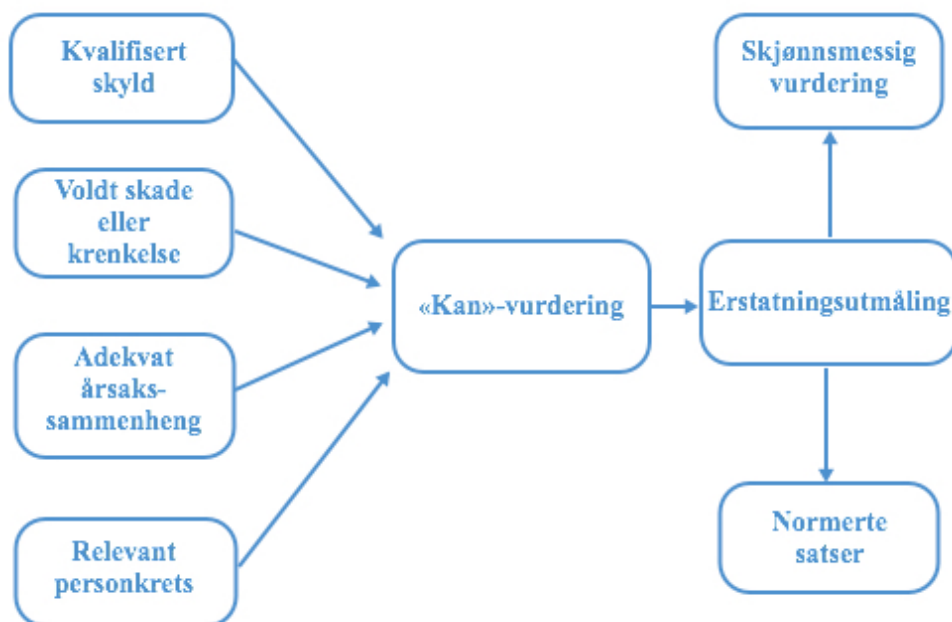 Kvalifisert
skyld
Voldt skade
eller
krenkelse
Adekvat
årsaks-
sammenheng
Relevant
personkrets
«Kan»-vurdering
Skjønnsmessig
vurdering
Erstatningsutmåling
Normerte
satser